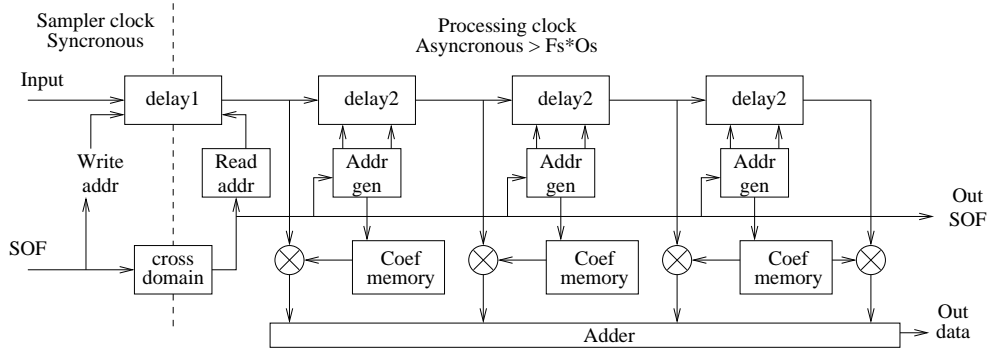 Sampler clock
Syncronous
Processing clock
Asyncronous > Fs*Os
Input
delay1
delay2
delay2
delay2
Write
addr
Read
addr
Addr
gen
Addr
gen
Addr
gen
Out
SOF
SOF
cross
domain
Coef
memory
Coef
memory
Coef
memory
Adder
Out
data